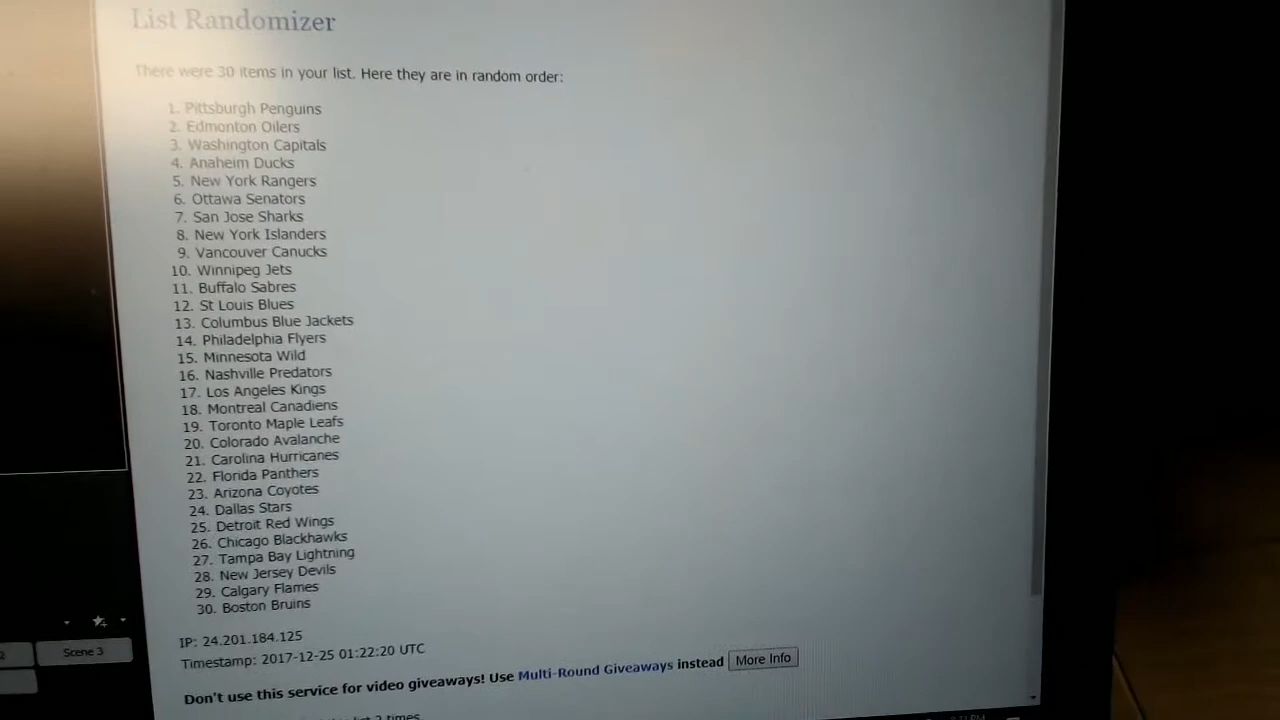 List Randomizer
There were 30 items in your list. Here they are in random order:
1. Pittsburgh Penguins
2. Edmonton Oilers
3. Washington Capitals
4. Anaheim Ducks
5. New York Rangers
6. Ottawa Senators
7. San Jose Sharks
8. New York Islanders
9. Vancouver Canucks
10. Winnipeg Jets
11. Buffalo Sabres
12. St Louis Blues
13. Columbus Blue Jackets
14. Philadelphia Flyers
15. Minnesota Wild
16. Nashville Predators
17. Los Angeles Kings
18. Montreal Canadiens
19. Toronto Maple Leafs
20. Colorado Avalanche
21. Carolina Hurricanes
22. Florida Panthers
23. Arizona Coyotes
24. Dallas Stars
25. Detroit Red Wings
26. Chicago Blackhawks
27. Tampa Bay Lightning
28. New Jersey Devils
29. Calgary Flames
30. Boston Bruins
IP: 24.201.184.125
Timestamp: 2017-12-25 01:22:20 UTC
Don't use this service for video giveaways! Use Multi-Round Giveaways instead More Info
2 Scene 3
list 2 times